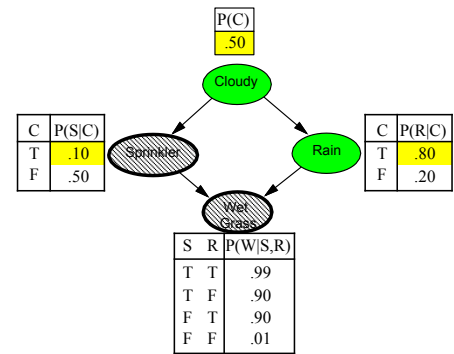 P(C)
.50
Cloudy
C P(S|C)
T .10
F .50
Sprinkler
Rain
C P(R|C)
T .80
F .20
Wet
Grass
S R P(W|S,R)
T T .99
T F .90
F T .90
F F .01